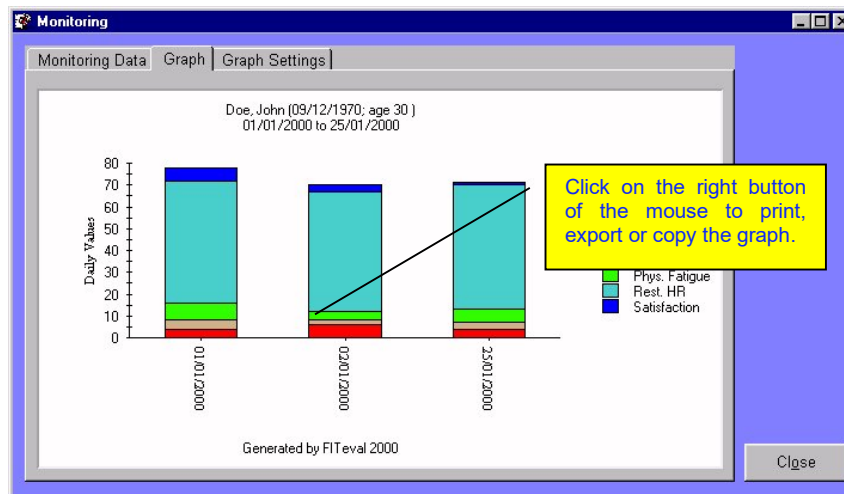 Monitoring
Monitoring Data Graph Graph Settings
Doe, John (09/12/1970; age 30 )
01/01/2000 to 25/01/2000
80
70
60
50
40
30
20
10
0
Daily Values
01/01/2000
02/01/2000
25/01/2000
Click on the right button
of the mouse to print,
export or copy the graph.
Phys. Fatigue
Rest. HR
Satisfaction
Generated by FITeval 2000
Close